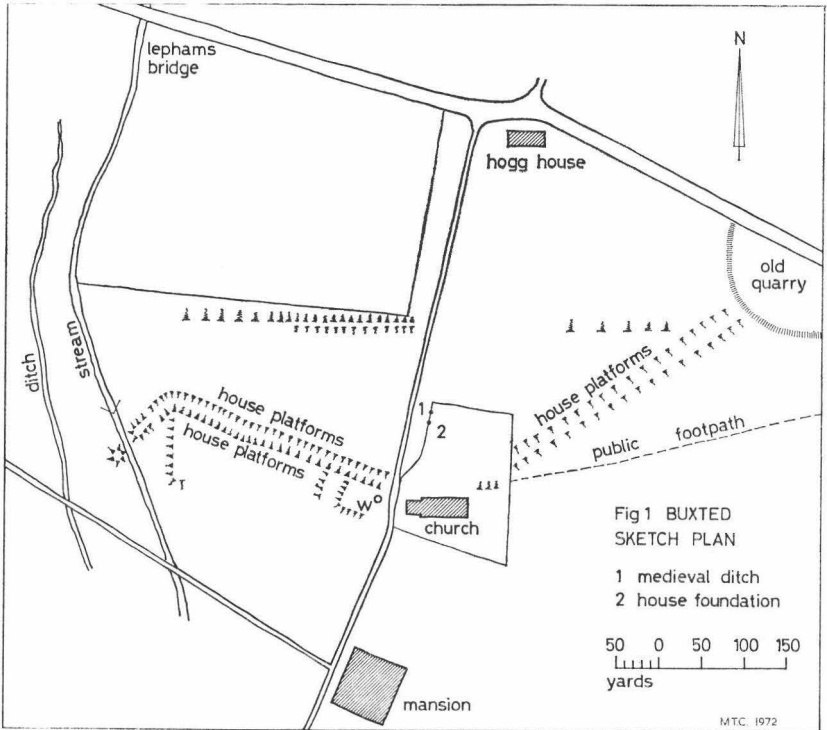 lephams
bridge
N
hogg house
old
quarry
ditch
stream
house platforms
house platforms
house platforms
1
2
public footpath
W
church
Fig 1 BUXTED
SKETCH PLAN
1 medieval ditch
2 house foundation
50 0 50 100 150
yards
mansion
M.T.C. 1972